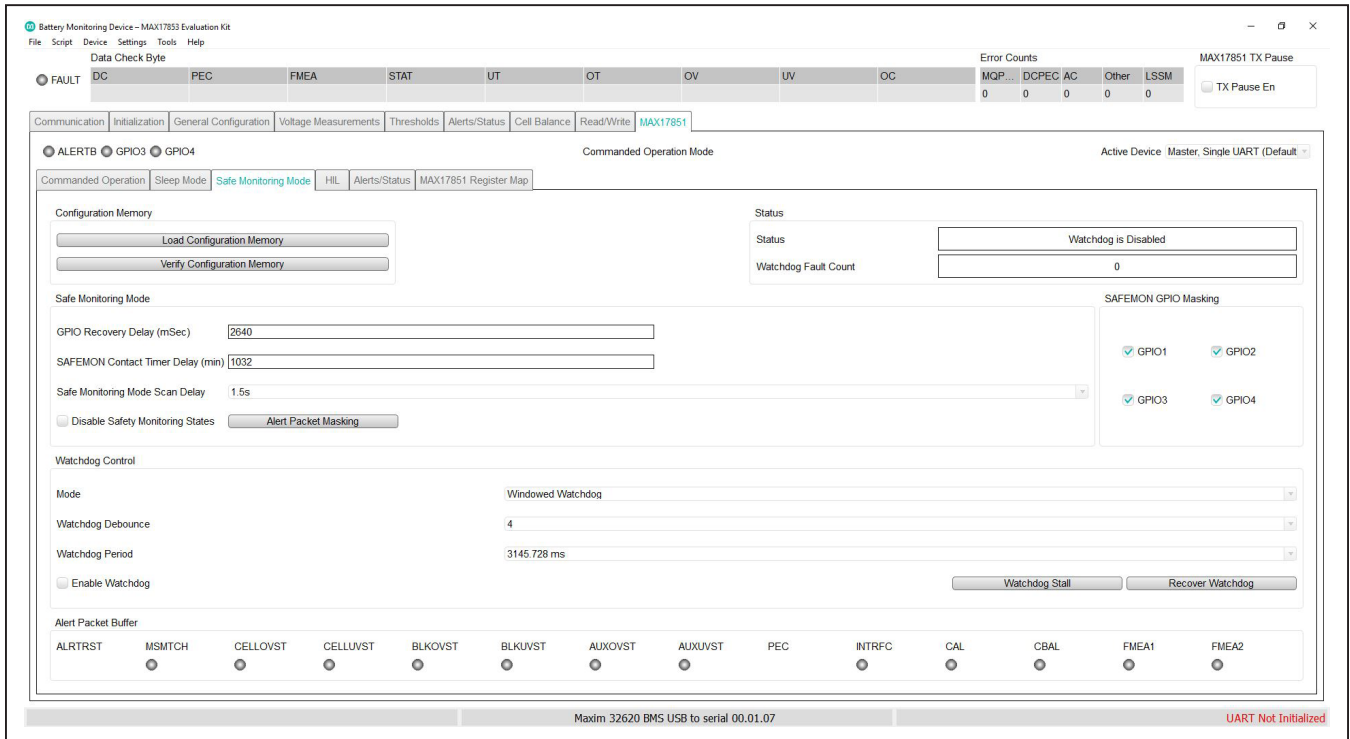 Battery Monitoring Device – MAX17853 Evaluation Kit
File Script Device Settings Tools Help
Data Check Byte Error Counts MAX17851 TX Pause
FAULT DC PEC FMEA STAT UT OT OV UV OC MQP... DCPEC AC Other LSSM
0 0 0 0 0 TX Pause En
Communication Initialization General Configuration Voltage Measurements Thresholds Alerts/Status Cell Balance Read/Write MAX17851
ALERTB GPIO3 GPIO4 Commanded Operation Mode Active Device Master, Single UART (Default
Commanded Operation Sleep Mode Safe Monitoring Mode HIL Alerts/Status MAX17851 Register Map
Configuration Memory Status
Load Configuration Memory Status Watchdog is Disabled
Verify Configuration Memory Watchdog Fault Count 0
Safe Monitoring Mode SAFEMON GPIO Masking
GPIO Recovery Delay (mSec) 2640
GPIO1 GPIO2
SAFEMON Contact Timer Delay (min) 1032
Safe Monitoring Mode Scan Delay 1.5s
GPIO3 GPIO4
Disable Safety Monitoring States Alert Packet Masking
Watchdog Control
Mode Windowed Watchdog
Watchdog Debounce 4
Watchdog Period 3145.728 ms
Enable Watchdog Watchdog Stall Recover Watchdog
Alert Packet Buffer
ALRTRST MSMTCH CELLOVST CELLUVST BLKOVST BLKUVST AUXOVST AUXUVST PEC INTRFC CAL CBAL FMEA1 FMEA2
Maxim 32620 BMS USB to serial 00.01.07 UART Not Initialized